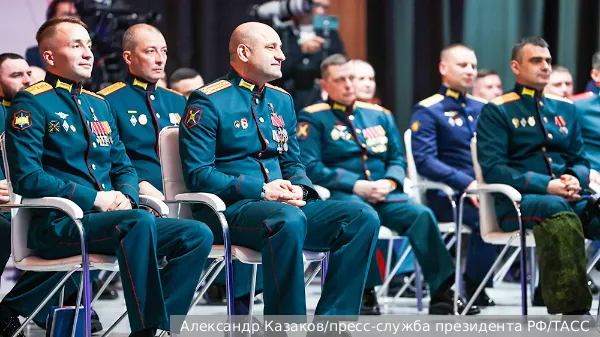 Александр Казаков/пресс-служба президента РФ/ТАСС